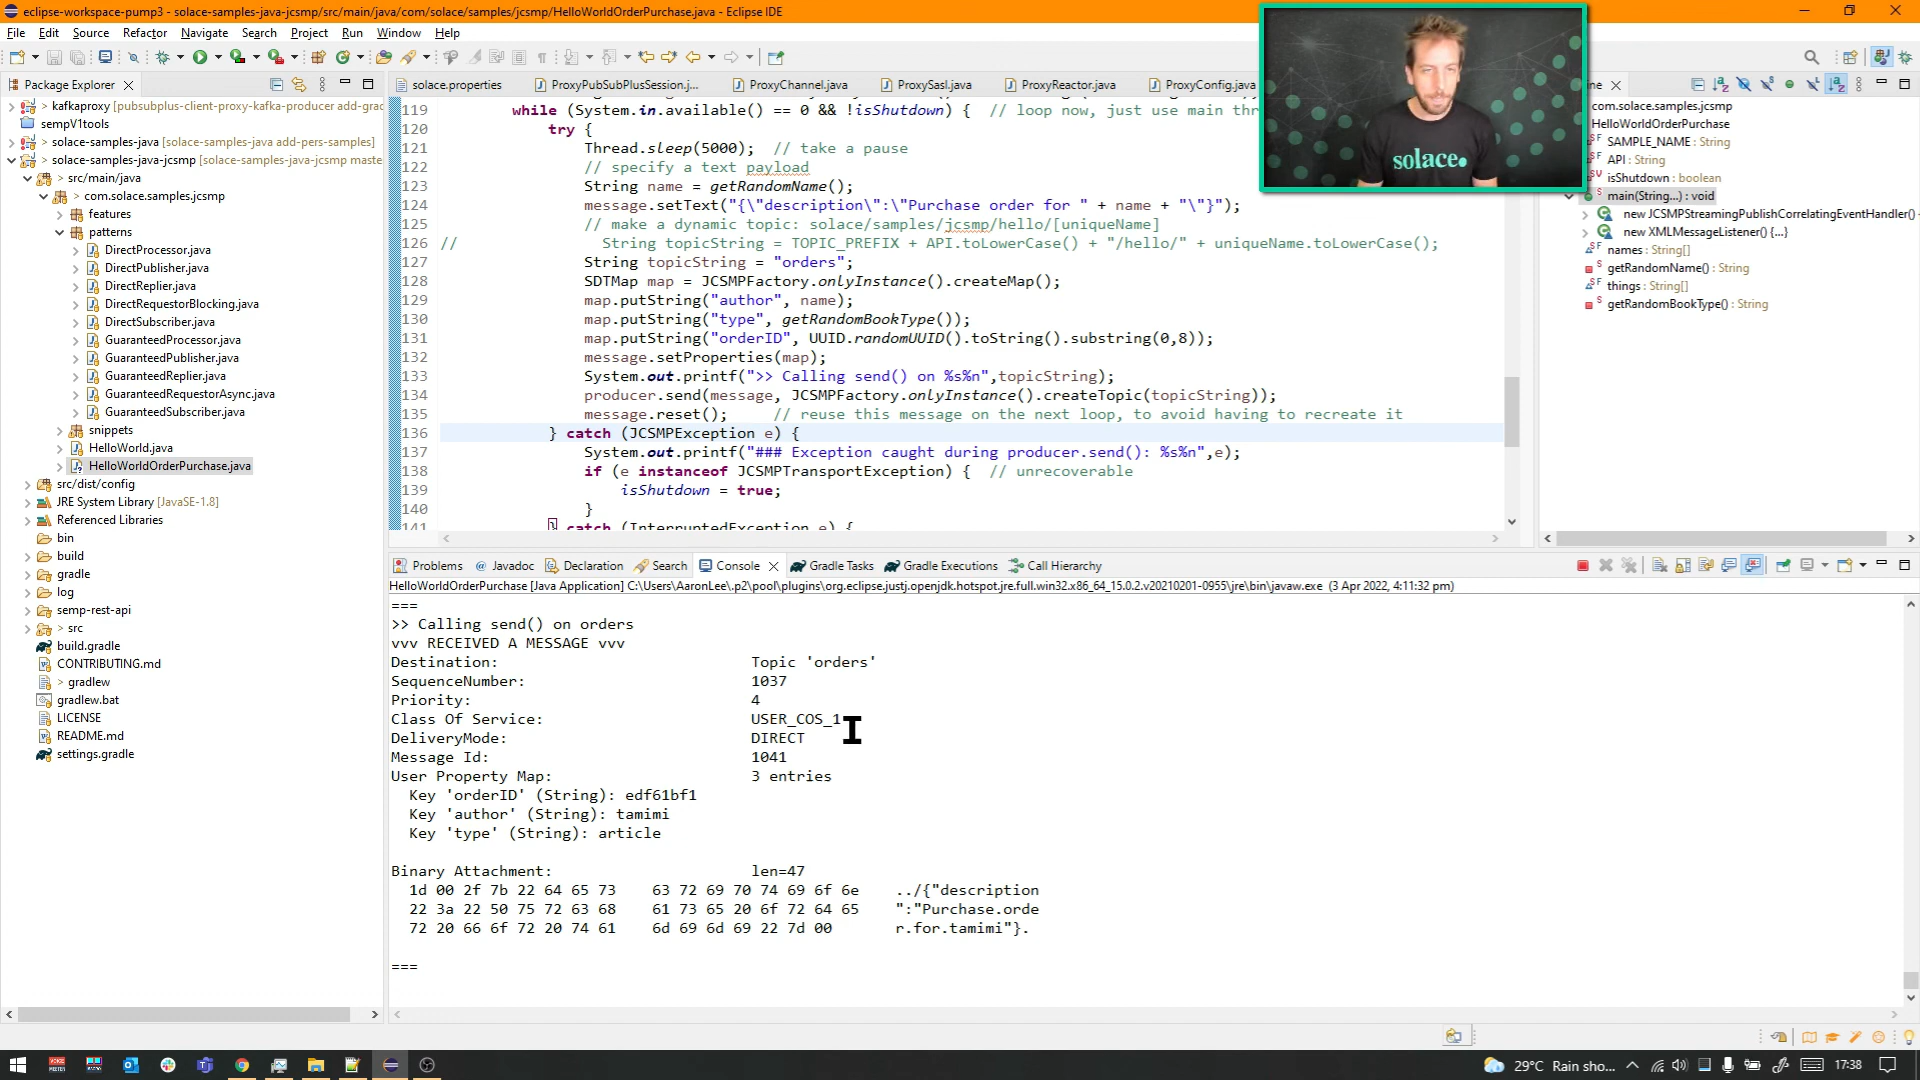 eclipse-workspace-pump3 - solace-samples-java-jcsmp/src/main/java/com/solace/samples/jcsmp/HelloWorldOrderPurchase.java - Eclipse IDE
File Edit Source Refactor Navigate Search Project Run Window Help
Package Explorer
kafkaproxy [pubsubplus-client-proxy-kafka-producer add-grad
sempV1tools
solace-samples-java [solace-samples-java add-pers-samples]
solace-samples-java-jcsmp [solace-samples-java-jcsmp master
src/main/java
com.solace.samples.jcsmp
features
patterns
DirectProcessor.java
DirectPublisher.java
DirectReplier.java
DirectRequestorBlocking.java
DirectSubscriber.java
GuaranteedProcessor.java
GuaranteedPublisher.java
GuaranteedReplier.java
GuaranteedRequestorAsync.java
GuaranteedSubscriber.java
snippets
HelloWorld.java
HelloWorldOrderPurchase.java
src/dist/config
JRE System Library [JavaSE-1.8]
Referenced Libraries
bin
build
gradle
log
semp-rest-api
> src
build.gradle
CONTRIBUTING.md
> gradlew
gradlew.bat
LICENSE
README.md
settings.gradle
solace.properties ProxyPubSubPlusSession.j... ProxyChannel.java ProxySasl.java ProxyReactor.java ProxyConfig.java
119 while (System.in.available() == 0 && !isShutdown) { // loop now, just use main thr
120 try {
121 Thread.sleep(5000); // take a pause
122 // specify a text payload
123 String name = getRandomName();
124 message.setText("{\"description\":\"Purchase order for " + name + "\"}");
125 // make a dynamic topic: solace/samples/jcsmp/hello/[uniqueName]
126 // String topicString = TOPIC_PREFIX + API.toLowerCase() + "/hello/" + uniqueName.toLowerCase();
127 String topicString = "orders";
128 SDTMap map = JCSMPFactory.onlyInstance().createMap();
129 map.putString("author", name);
130 map.putString("type", getRandomBookType());
131 map.putString("orderID", UUID.randomUUID().toString().substring(0,8));
132 message.setProperties(map);
133 System.out.printf(">> Calling send() on %s%n",topicString);
134 producer.send(message, JCSMPFactory.onlyInstance().createTopic(topicString));
135 message.reset(); // reuse this message on the next loop, to avoid having to recreate it
136 } catch (JCSMPException e) {
137 System.out.printf("### Exception caught during producer.send(): %s%n",e);
138 if (e instanceof JCSMPTransportException) { // unrecoverable
139 isShutdown = true;
140 }
141 } catch (InterruptedException e) {
solace.
com.solace.samples.jcsmp
HelloWorldOrderPurchase
SAMPLE_NAME : String
API : String
isShutdown : boolean
main(String...) : void
new JCSMPStreamingPublishCorrelatingEventHandler()
new XMLMessageListener() {...}
names : String[]
getRandomName() : String
things : String[]
getRandomBookType() : String
Problems Javadoc Declaration Search Console Gradle Tasks Gradle Executions Call Hierarchy
HelloWorldOrderPurchase [Java Application] C:\Users\AaronLee\.p2\pool\plugins\org.eclipse.justj.openjdk.hotspot.jre.full.win32.x86_64_15.0.2.v20210201-0955\jre\bin\javaw.exe (3 Apr 2022, 4:11:32 pm)
===
>> Calling send() on orders
vvv RECEIVED A MESSAGE vvv
Destination: Topic 'orders'
SequenceNumber: 1037
Priority: 4
Class Of Service: USER_COS_1
DeliveryMode: DIRECT
Message Id: 1041
User Property Map: 3 entries
Key 'orderID' (String): edf61bf1
Key 'author' (String): tamimi
Key 'type' (String): article
Binary Attachment: len=47
1d 00 2f 7b 22 64 65 73 63 72 69 70 74 69 6f 6e ../{"description
22 3a 22 50 75 72 63 68 61 73 65 20 6f 72 64 65 ":"Purchase.orde
72 20 66 6f 72 20 74 61 6d 69 6d 69 22 7d 00 r.for.tamimi"}.
===
29°C Rain sho... 17:38